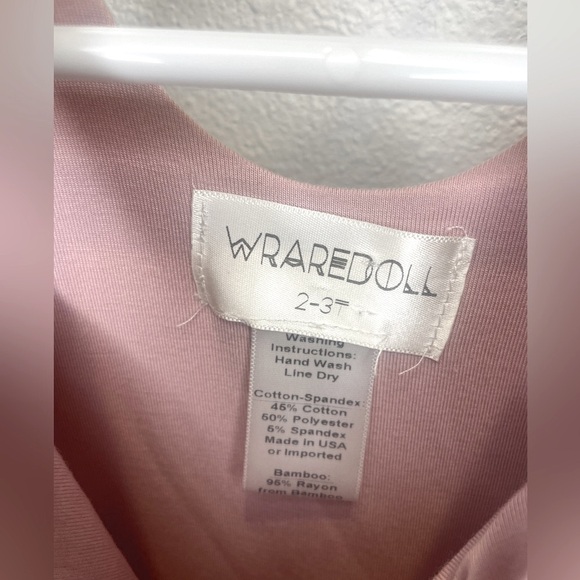 WRAREDOLL
2-3T
Washing
Instructions:
Hand Wash
Line Dry
Cotton-Spandex:
45% Cotton
50% Polyester
5% Spandex
Made in USA
or Imported
Bamboo:
95% Rayon
from Bamboo